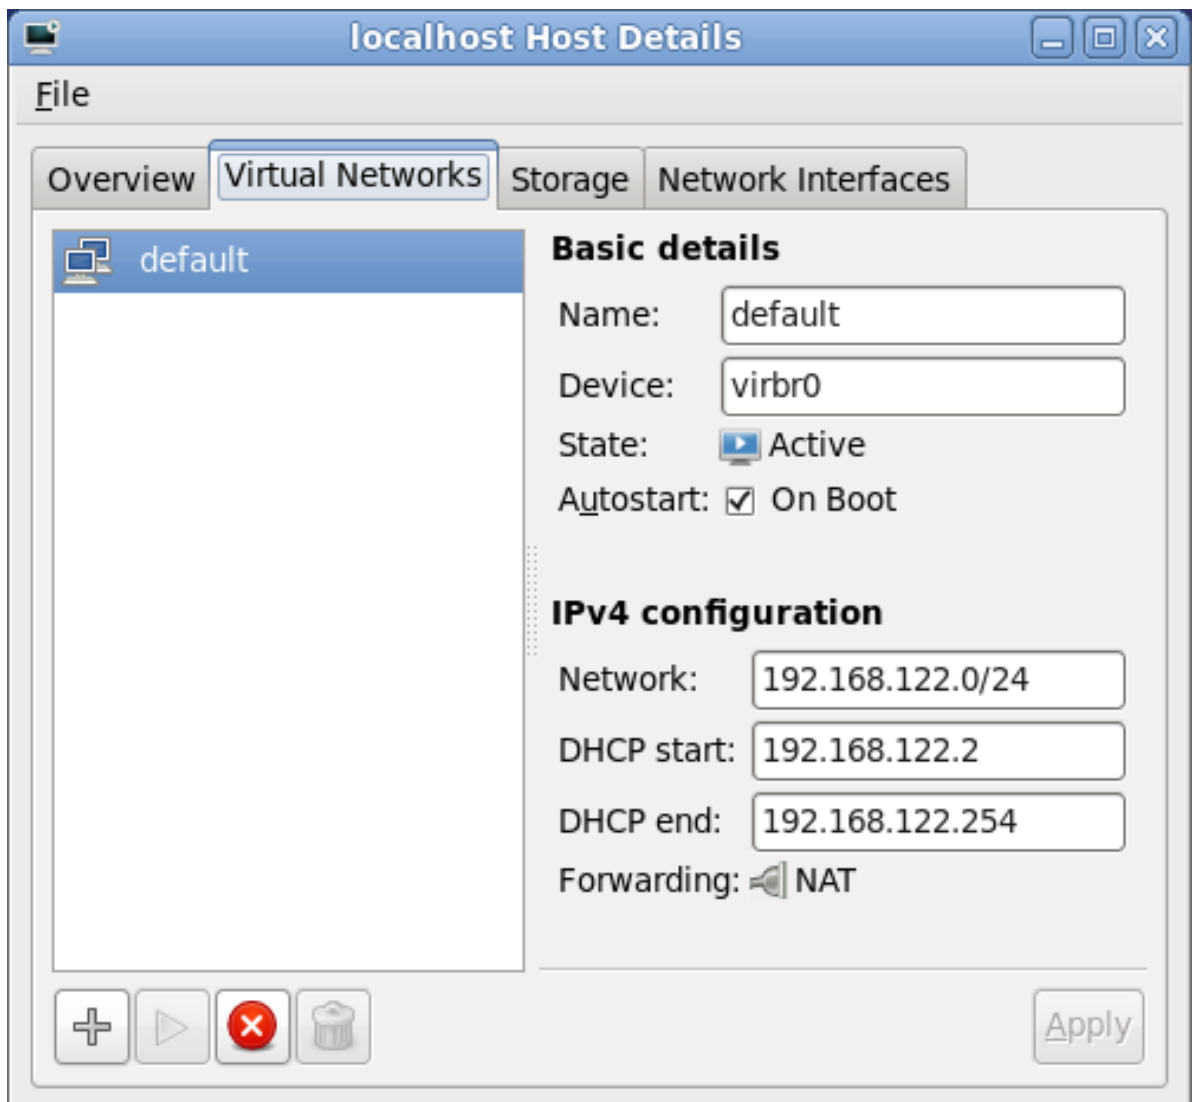 localhost Host Details
File
Overview Virtual Networks Storage Network Interfaces
default
Basic details
Name: default
Device: virbr0
State: Active
Autostart: On Boot
IPv4 configuration
Network: 192.168.122.0/24
DHCP start: 192.168.122.2
DHCP end: 192.168.122.254
Forwarding: NAT
Apply